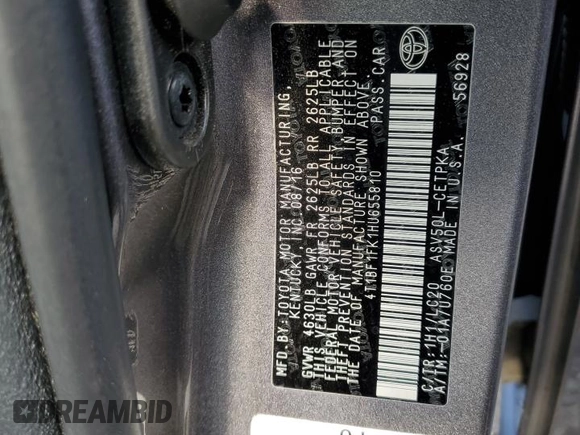 MFD.BY:TOYOTA MOTOR MANUFACTURING,
KENTUCKY, INC. 08/16
GVWR 4630LB GAWR FR 2625LB RR 2625LB
THIS VEHICLE CONFORMS TO ALL APPLICABLE
FEDERAL MOTOR VEHICLE SAFETY, BUMPER, AND
THEFT PREVENTION STANDARDS IN EFFECT ON
THE DATE OF MANUFACTURE SHOWN ABOVE.
4T1BF1FK1HU655810 PASS.CAR
C/TR: 1H1/LC20 ASV50L-CETPKA
A/TM: -01A/U760E MADE IN U.S.A. 56928
DREAMBID